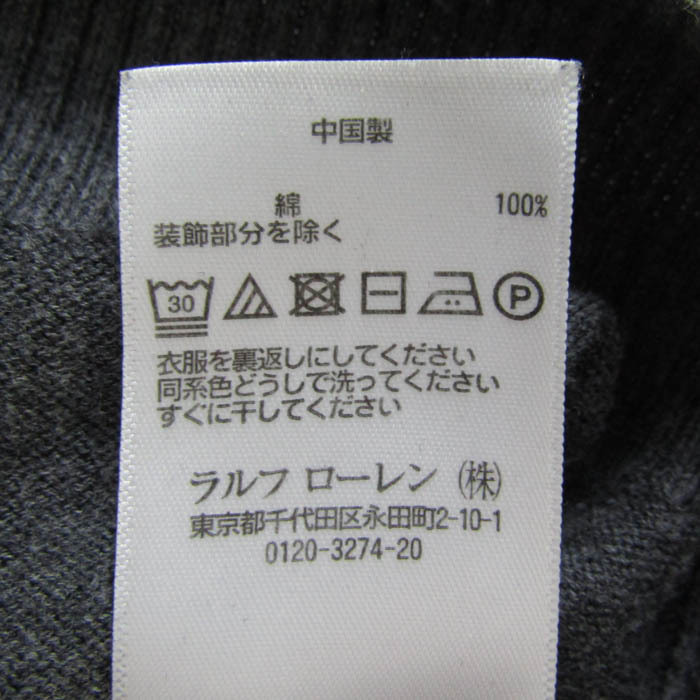 中国製
綿 100%
装飾部分を除く
30 P
衣服を裏返しにしてください
同系色どうしで洗ってください
すぐに干してください
ラルフ ローレン ㈱
東京都千代田区永田町2-10-1
0120-3274-20